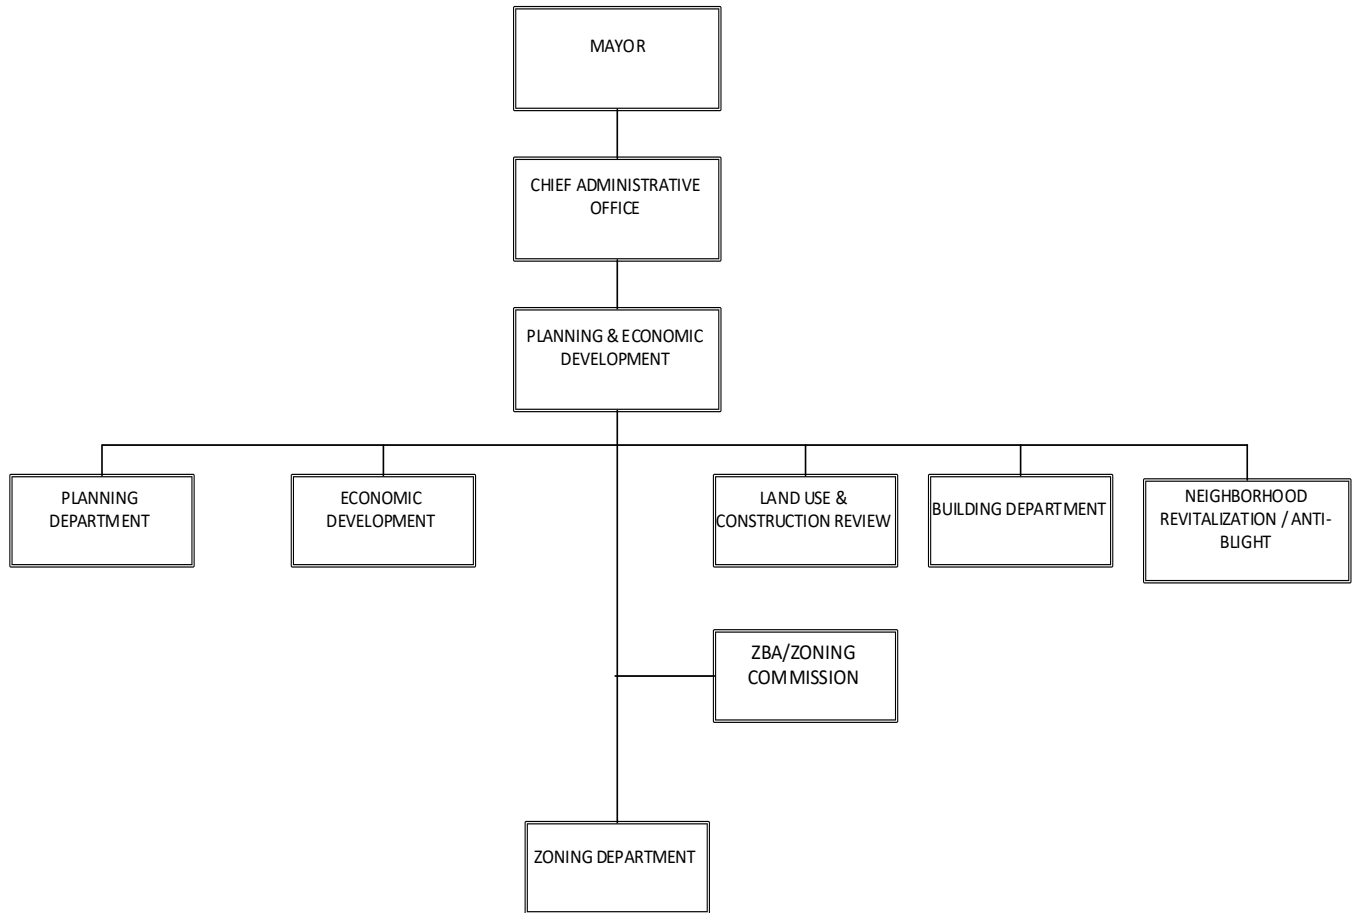 MAYOR
CHIEF ADMINISTRATIVE
OFFICE
PLANNING & ECONOMIC
DEVELOPMENT
PLANNING
DEPARTMENT
ECONOMIC
DEVELOPMENT
LAND USE &
CONSTRUCTION REVIEW
BUILDING DEPARTMENT
NEIGHBORHOOD
REVITALIZATION / ANTI-
BLIGHT
ZBA/ZONING
COMMISSION
ZONING DEPARTMENT